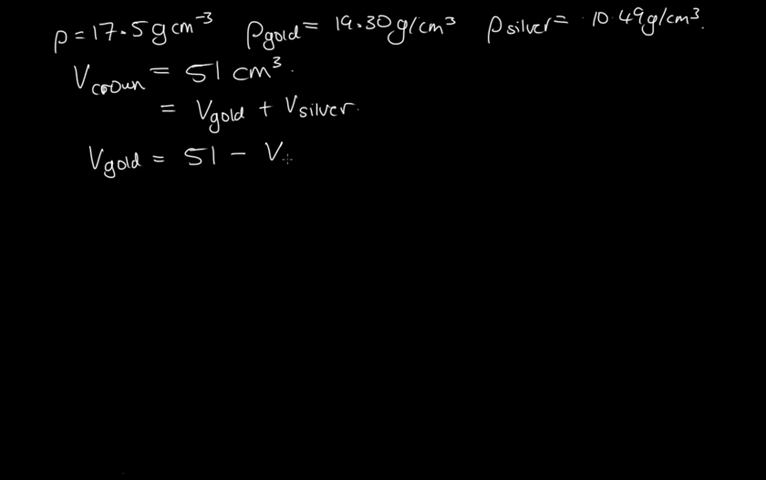 ρ = 17.5 g cm⁻³ ρgold = 19.30 g/cm³ ρsilver = 10.49 g/cm³.
Vcrown = 51 cm³.
= Vgold + Vsilver.
Vgold = 51 − V